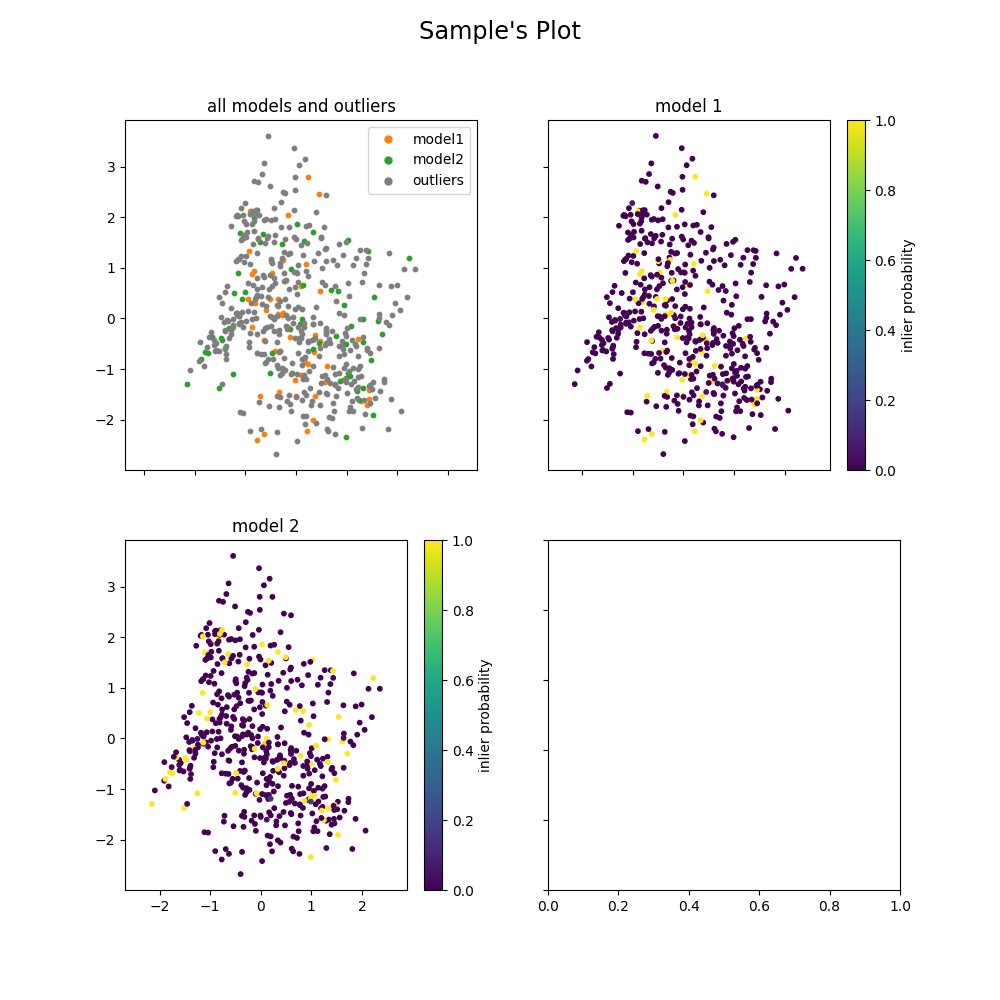 Sample's Plot
all models and outliers
model1
model2
outliers
3
2
1
0
−1
−2
model 1
1.0
0.8
0.6
0.4
0.2
0.0
inlier probability
model 2
3
2
1
0
−1
−2
−2 −1 0 1 2
1.0
0.8
0.6
0.4
0.2
0.0
inlier probability
0.0 0.2 0.4 0.6 0.8 1.0